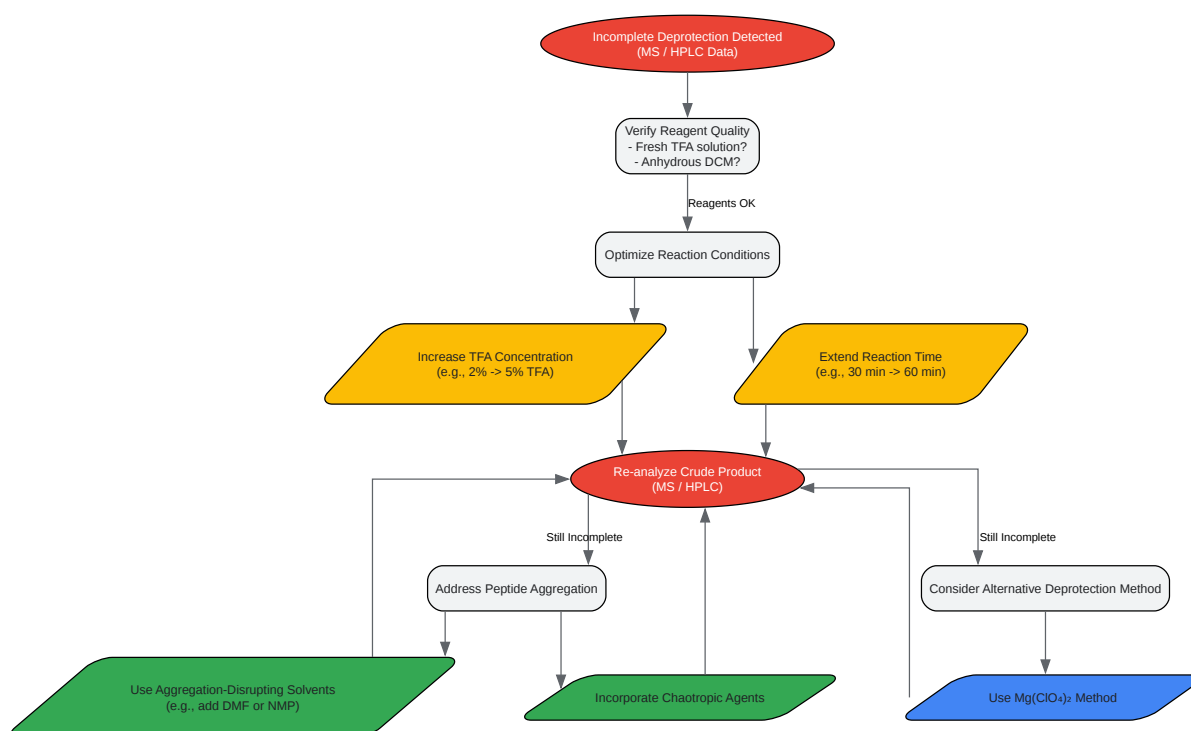 Incomplete Deprotection Detected
(MS / HPLC Data)
Verify Reagent Quality
- Fresh TFA solution?
- Anhydrous DCM?
Reagents OK
Optimize Reaction Conditions
Increase TFA Concentration
(e.g., 2% -> 5% TFA)
Extend Reaction Time
(e.g., 30 min -> 60 min)
Re-analyze Crude Product
(MS / HPLC)
Still Incomplete
Still Incomplete
Address Peptide Aggregation
Consider Alternative Deprotection Method
Use Aggregation-Disrupting Solvents
(e.g., add DMF or NMP)
Incorporate Chaotropic Agents
Use Mg(ClO₄)₂ Method